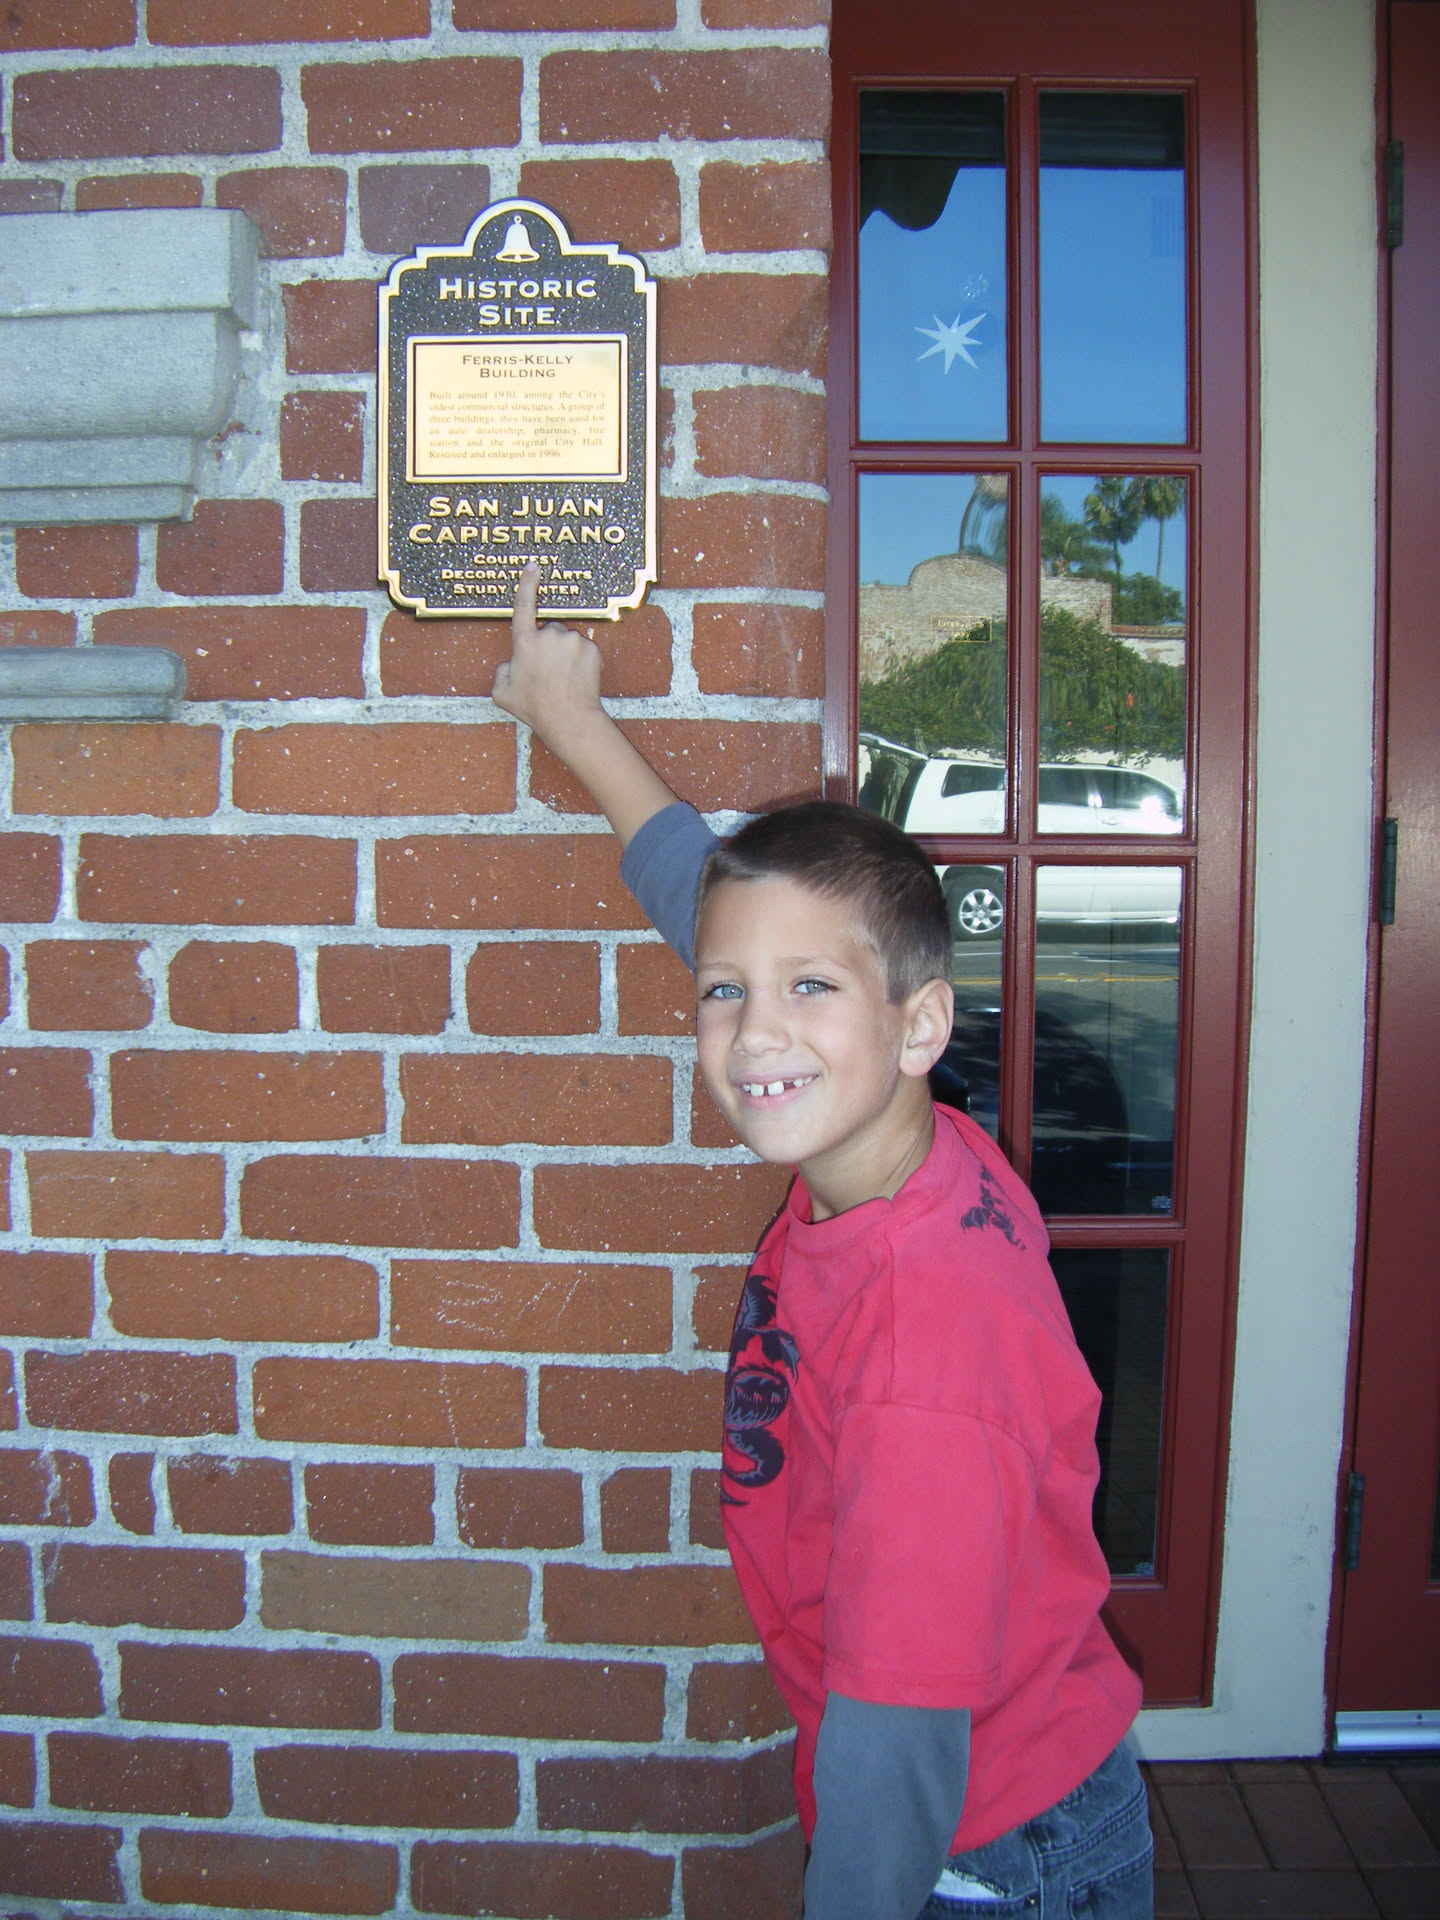 HISTORIC
SITE
FERRIS-KELLY
BUILDING
Built around 1930, among the City's
oldest commercial structures. A group of
three buildings, they have been used for
an auto dealership, pharmacy, fire
station and the original City Hall.
Restored and enlarged in 1996.
SAN JUAN
CAPISTRANO
COURTESY
DECORATI ARTS
STUDY NTER